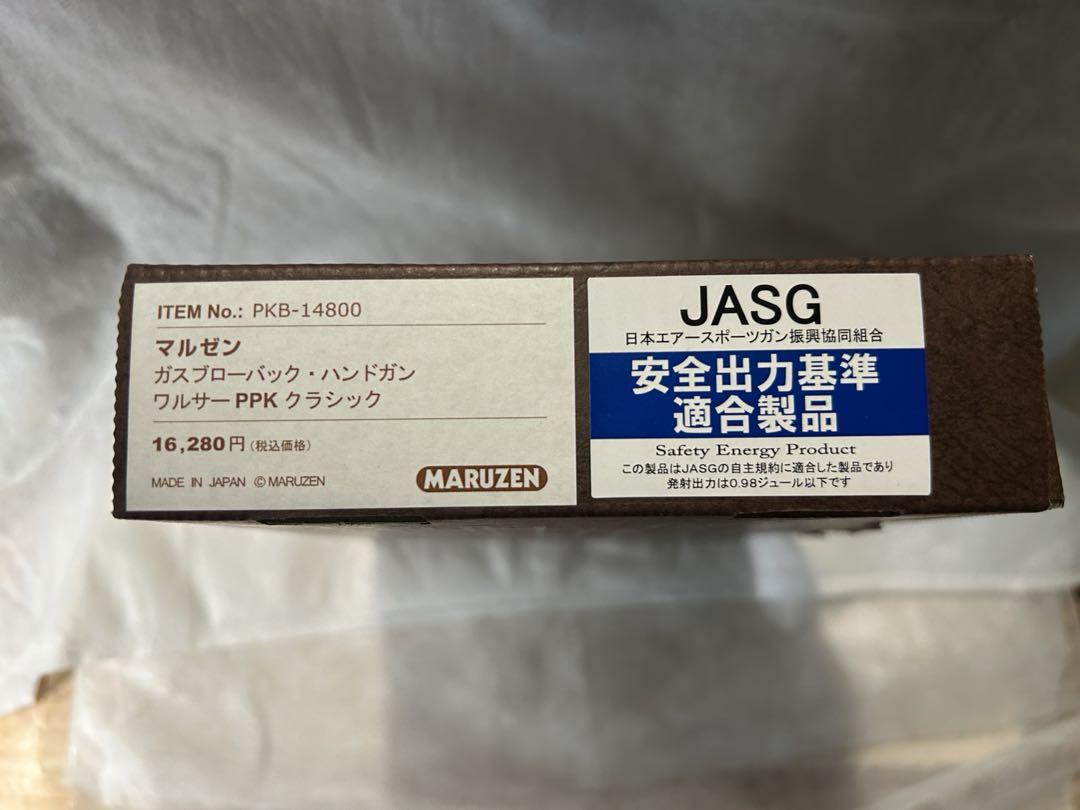 ITEM No.: PKB-14800
マルゼン
ガスブローバック・ハンドガン
ワルサー PPK クラシック
16,280円 (税込価格)
MADE IN JAPAN ©MARUZEN
MARUZEN
JASG
日本エアースポーツガン振興協同組合
安全出力基準
適合製品
Safety Energy Product
この製品はJASGの自主規約に適合した製品であり
発射出力は0.98ジュール以下です